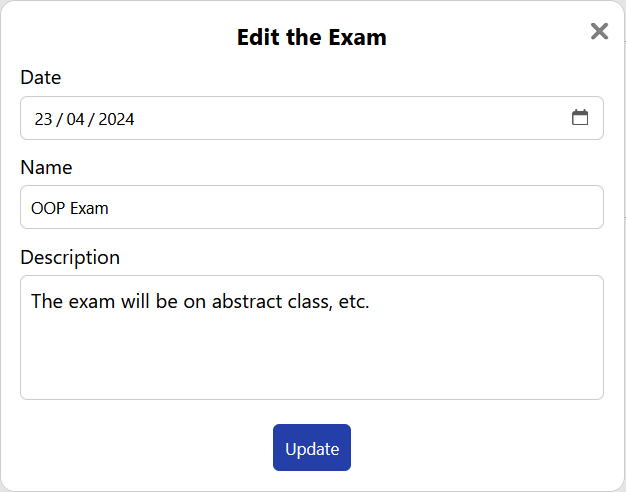 Edit the Exam
Date
23 / 04 / 2024
Name
OOP Exam
Description
The exam will be on abstract class, etc.
Update